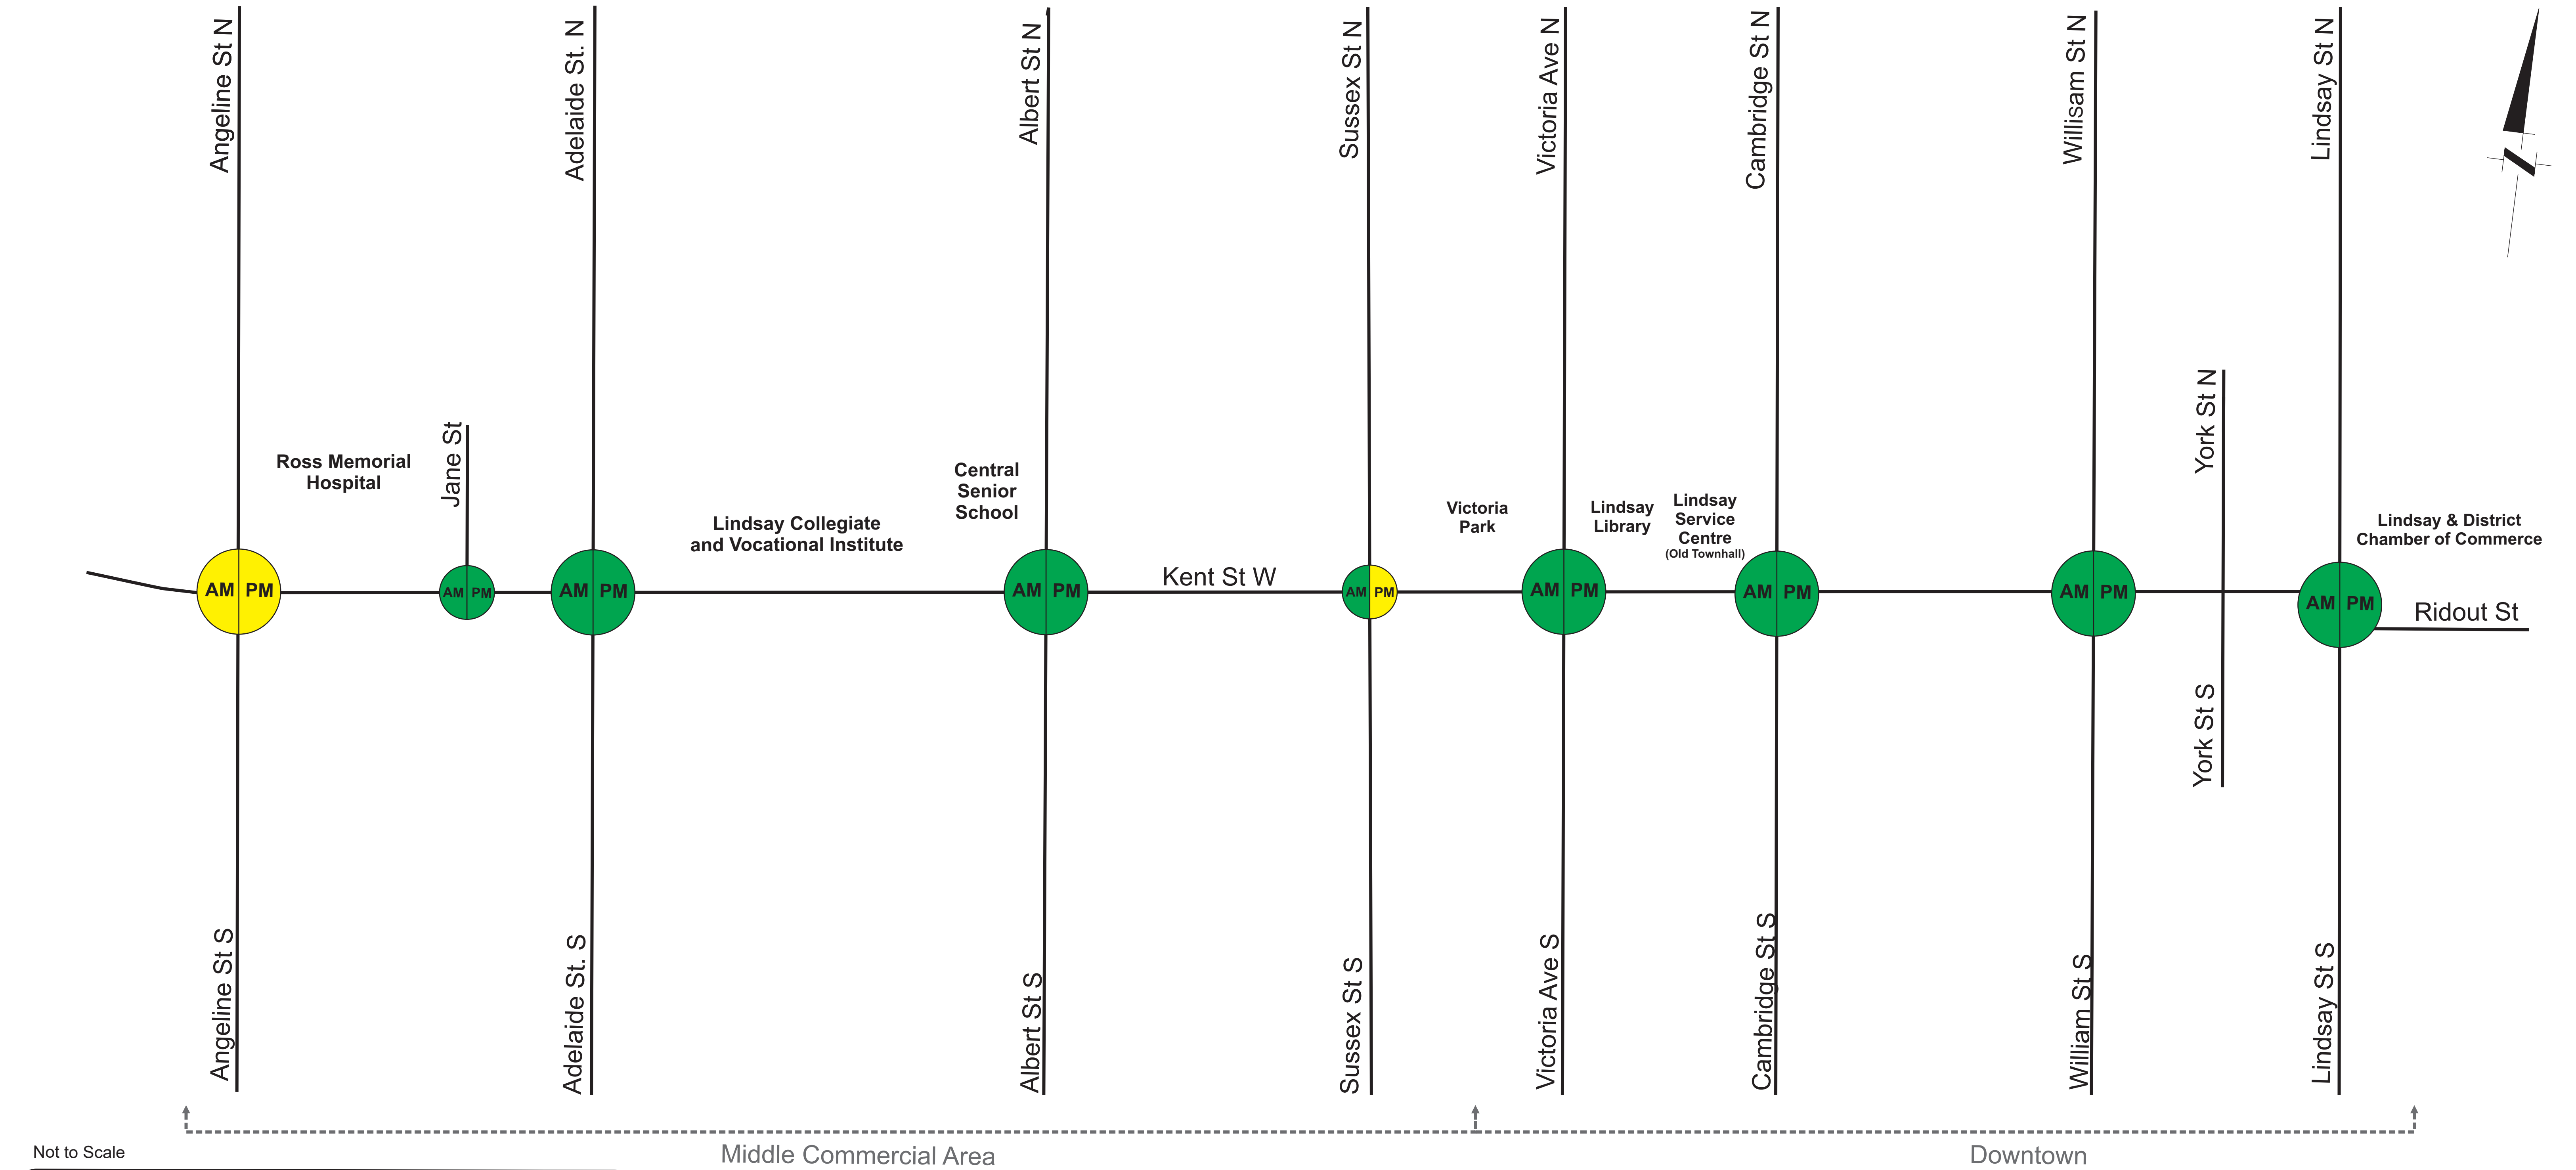 Angeline St N
Adelaide St. N
Albert St N
Sussex St N
Victoria Ave N
Cambridge St N
Willisam St N
Lindsay St N
N
York St N
Jane St
Ross Memorial
Hospital
Lindsay Collegiate
and Vocational Institute
Central
Senior
School
Victoria
Park
Lindsay
Library
Lindsay
Service
Centre
(Old Townhall)
Lindsay & District
Chamber of Commerce
AM PM
AM PM
AM PM
AM PM
Kent St W
AM PM
AM PM
AM PM
AM PM
AM PM
Ridout St
York St S
Angeline St S
Adelaide St. S
Albert St S
Sussex St S
Victoria Ave S
Cambridge St S
William St S
Lindsay St S
Not to Scale
Middle Commercial Area
Downtown